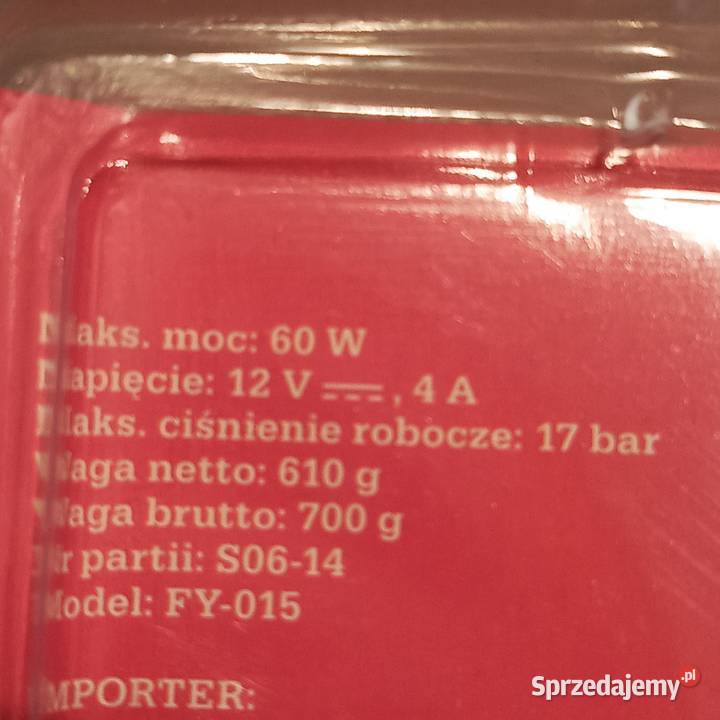 Maks. moc: 60 W
Napięcie: 12 V ⎓, 4 A
Maks. ciśnienie robocze: 17 bar
Waga netto: 610 g
Waga brutto: 700 g
Nr partii: S06-14
Model: FY-015
IMPORTER:
Sprzedajemy.pl